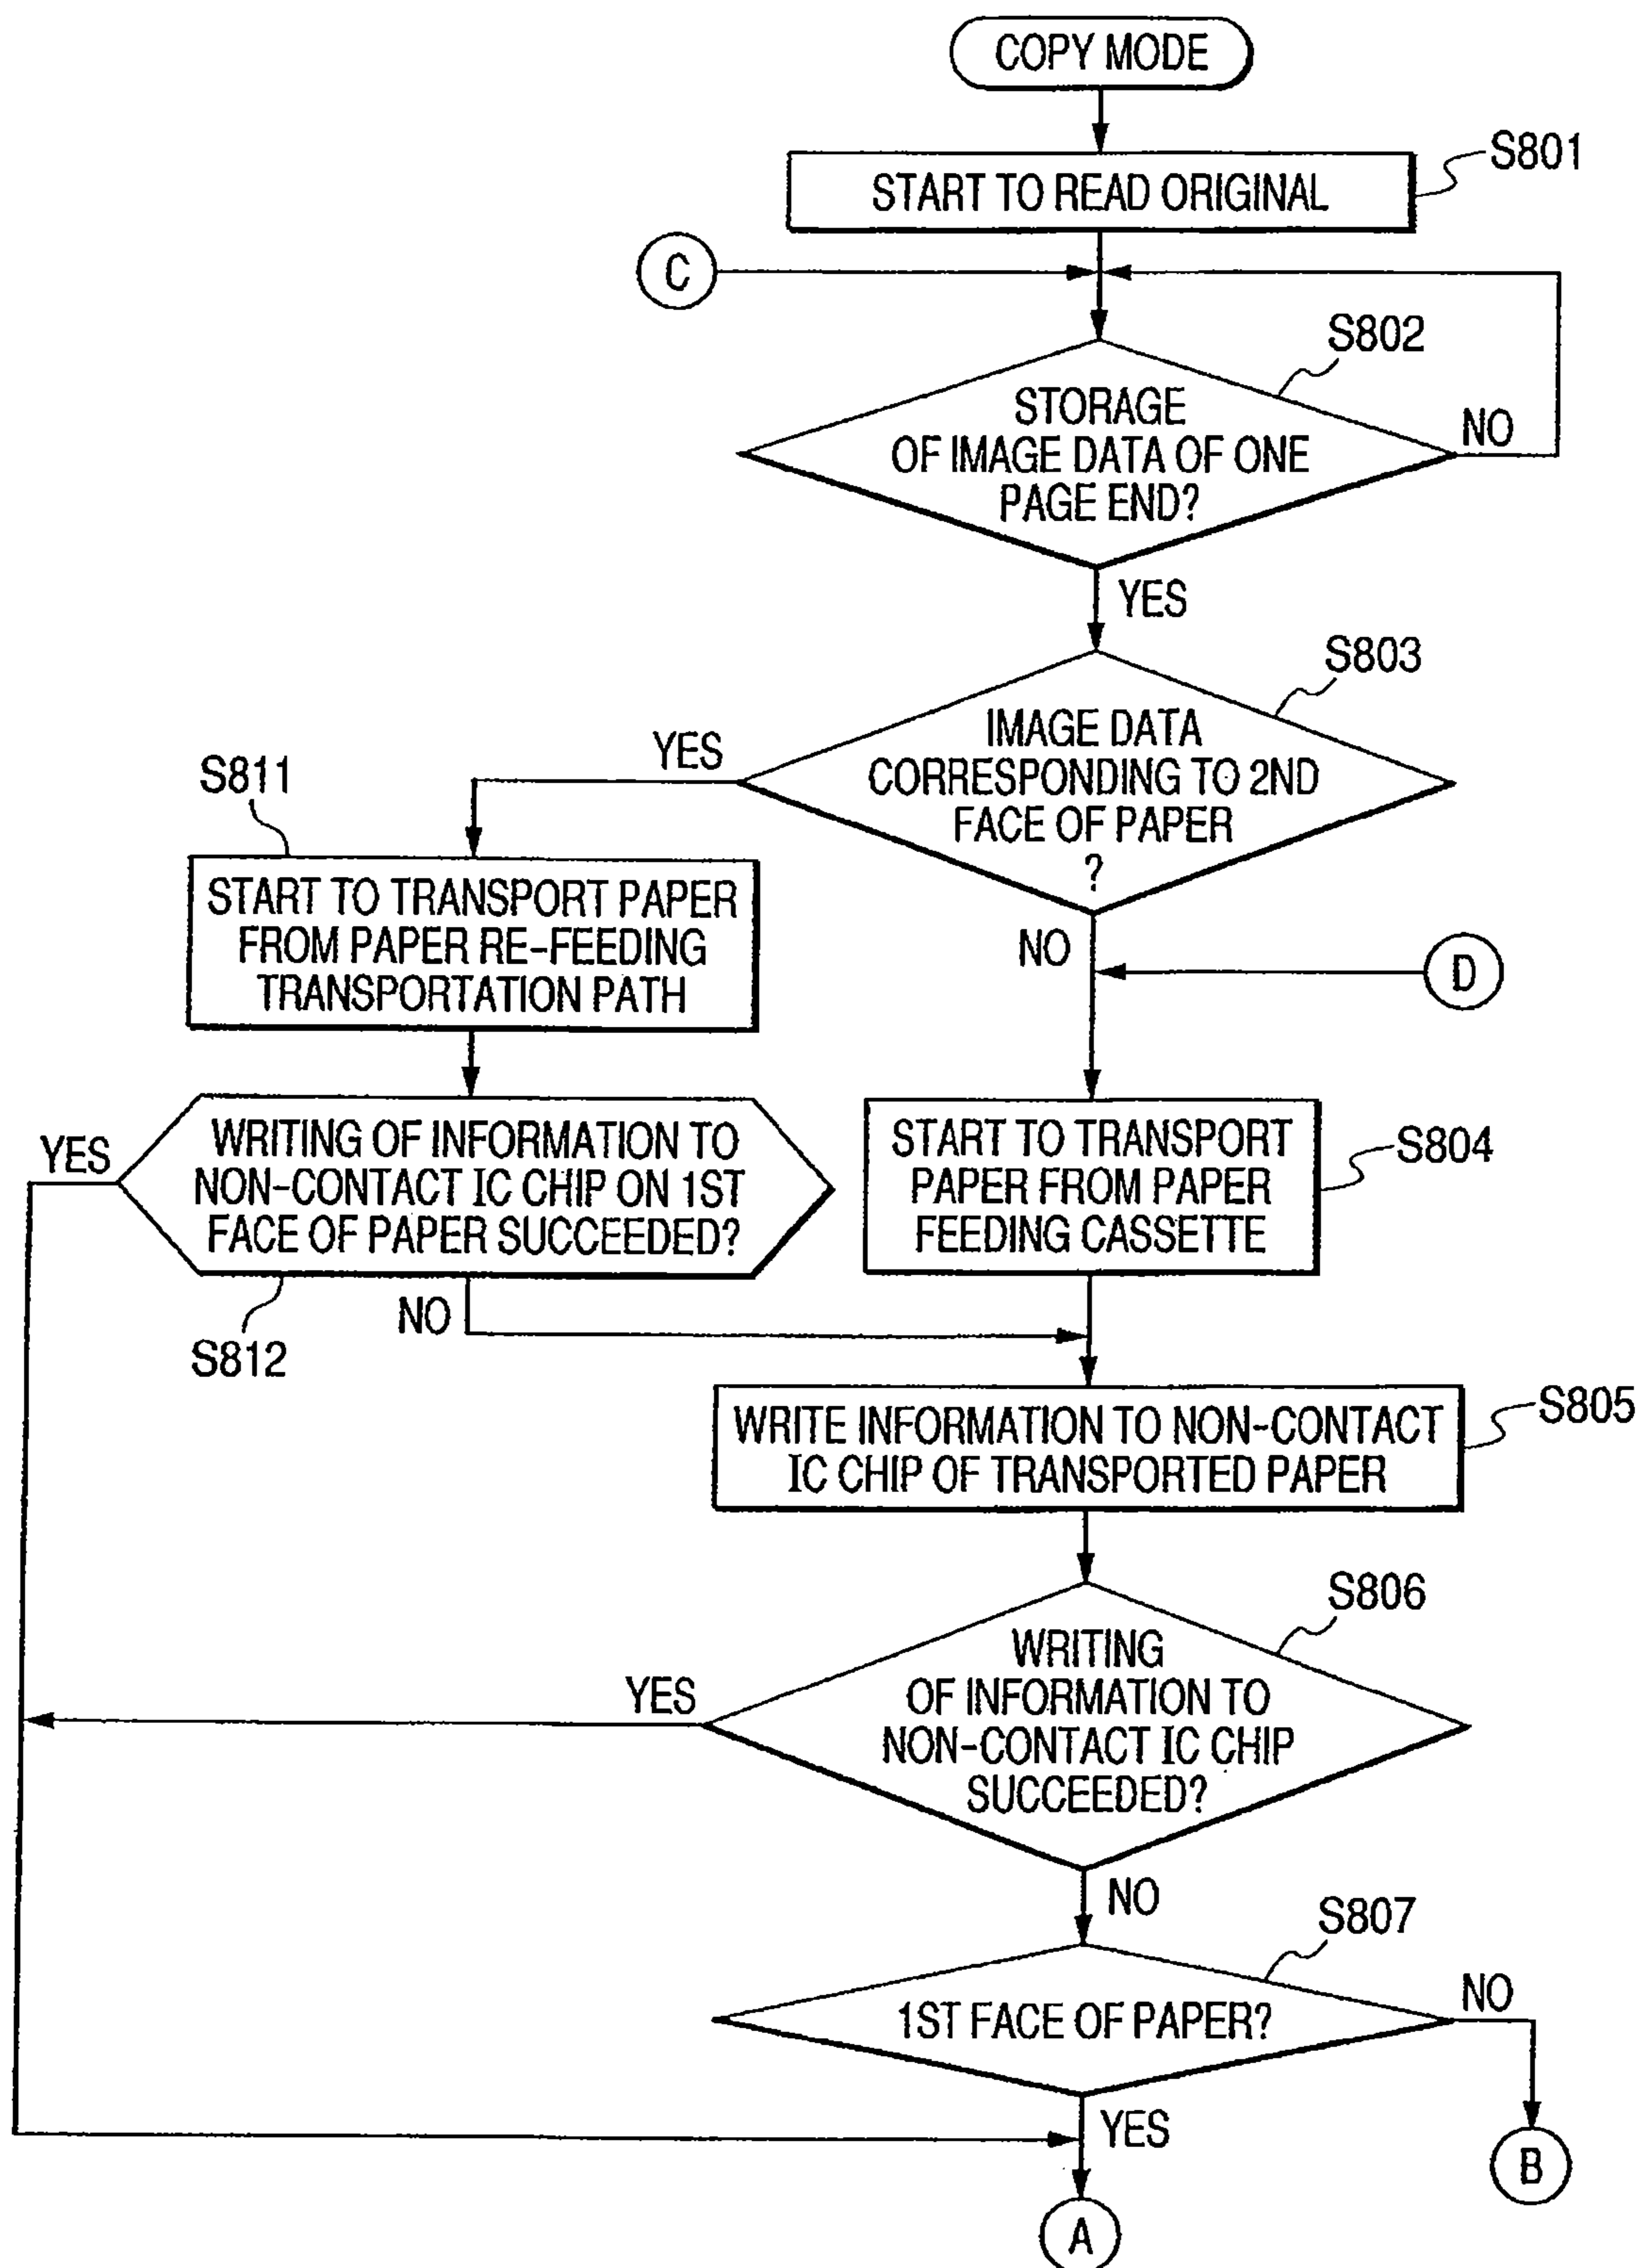 COPY MODE
S801
START TO READ ORIGINAL
C
S802
STORAGE
OF IMAGE DATA OF ONE
PAGE END?
NO
YES
S803
IMAGE DATA
CORRESPONDING TO 2ND
FACE OF PAPER
?
YES
NO
S811
START TO TRANSPORT PAPER
FROM PAPER RE-FEEDING
TRANSPORTATION PATH
D
YES
WRITING OF INFORMATION TO
NON-CONTACT IC CHIP ON 1ST
FACE OF PAPER SUCCEEDED?
NO
S812
START TO TRANSPORT
PAPER FROM PAPER
FEEDING CASSETTE
S804
WRITE INFORMATION TO NON-CONTACT
IC CHIP OF TRANSPORTED PAPER
S805
S806
WRITING
OF INFORMATION TO
NON-CONTACT IC CHIP
SUCCEEDED?
YES
NO
S807
1ST FACE OF PAPER?
NO
YES
B
A